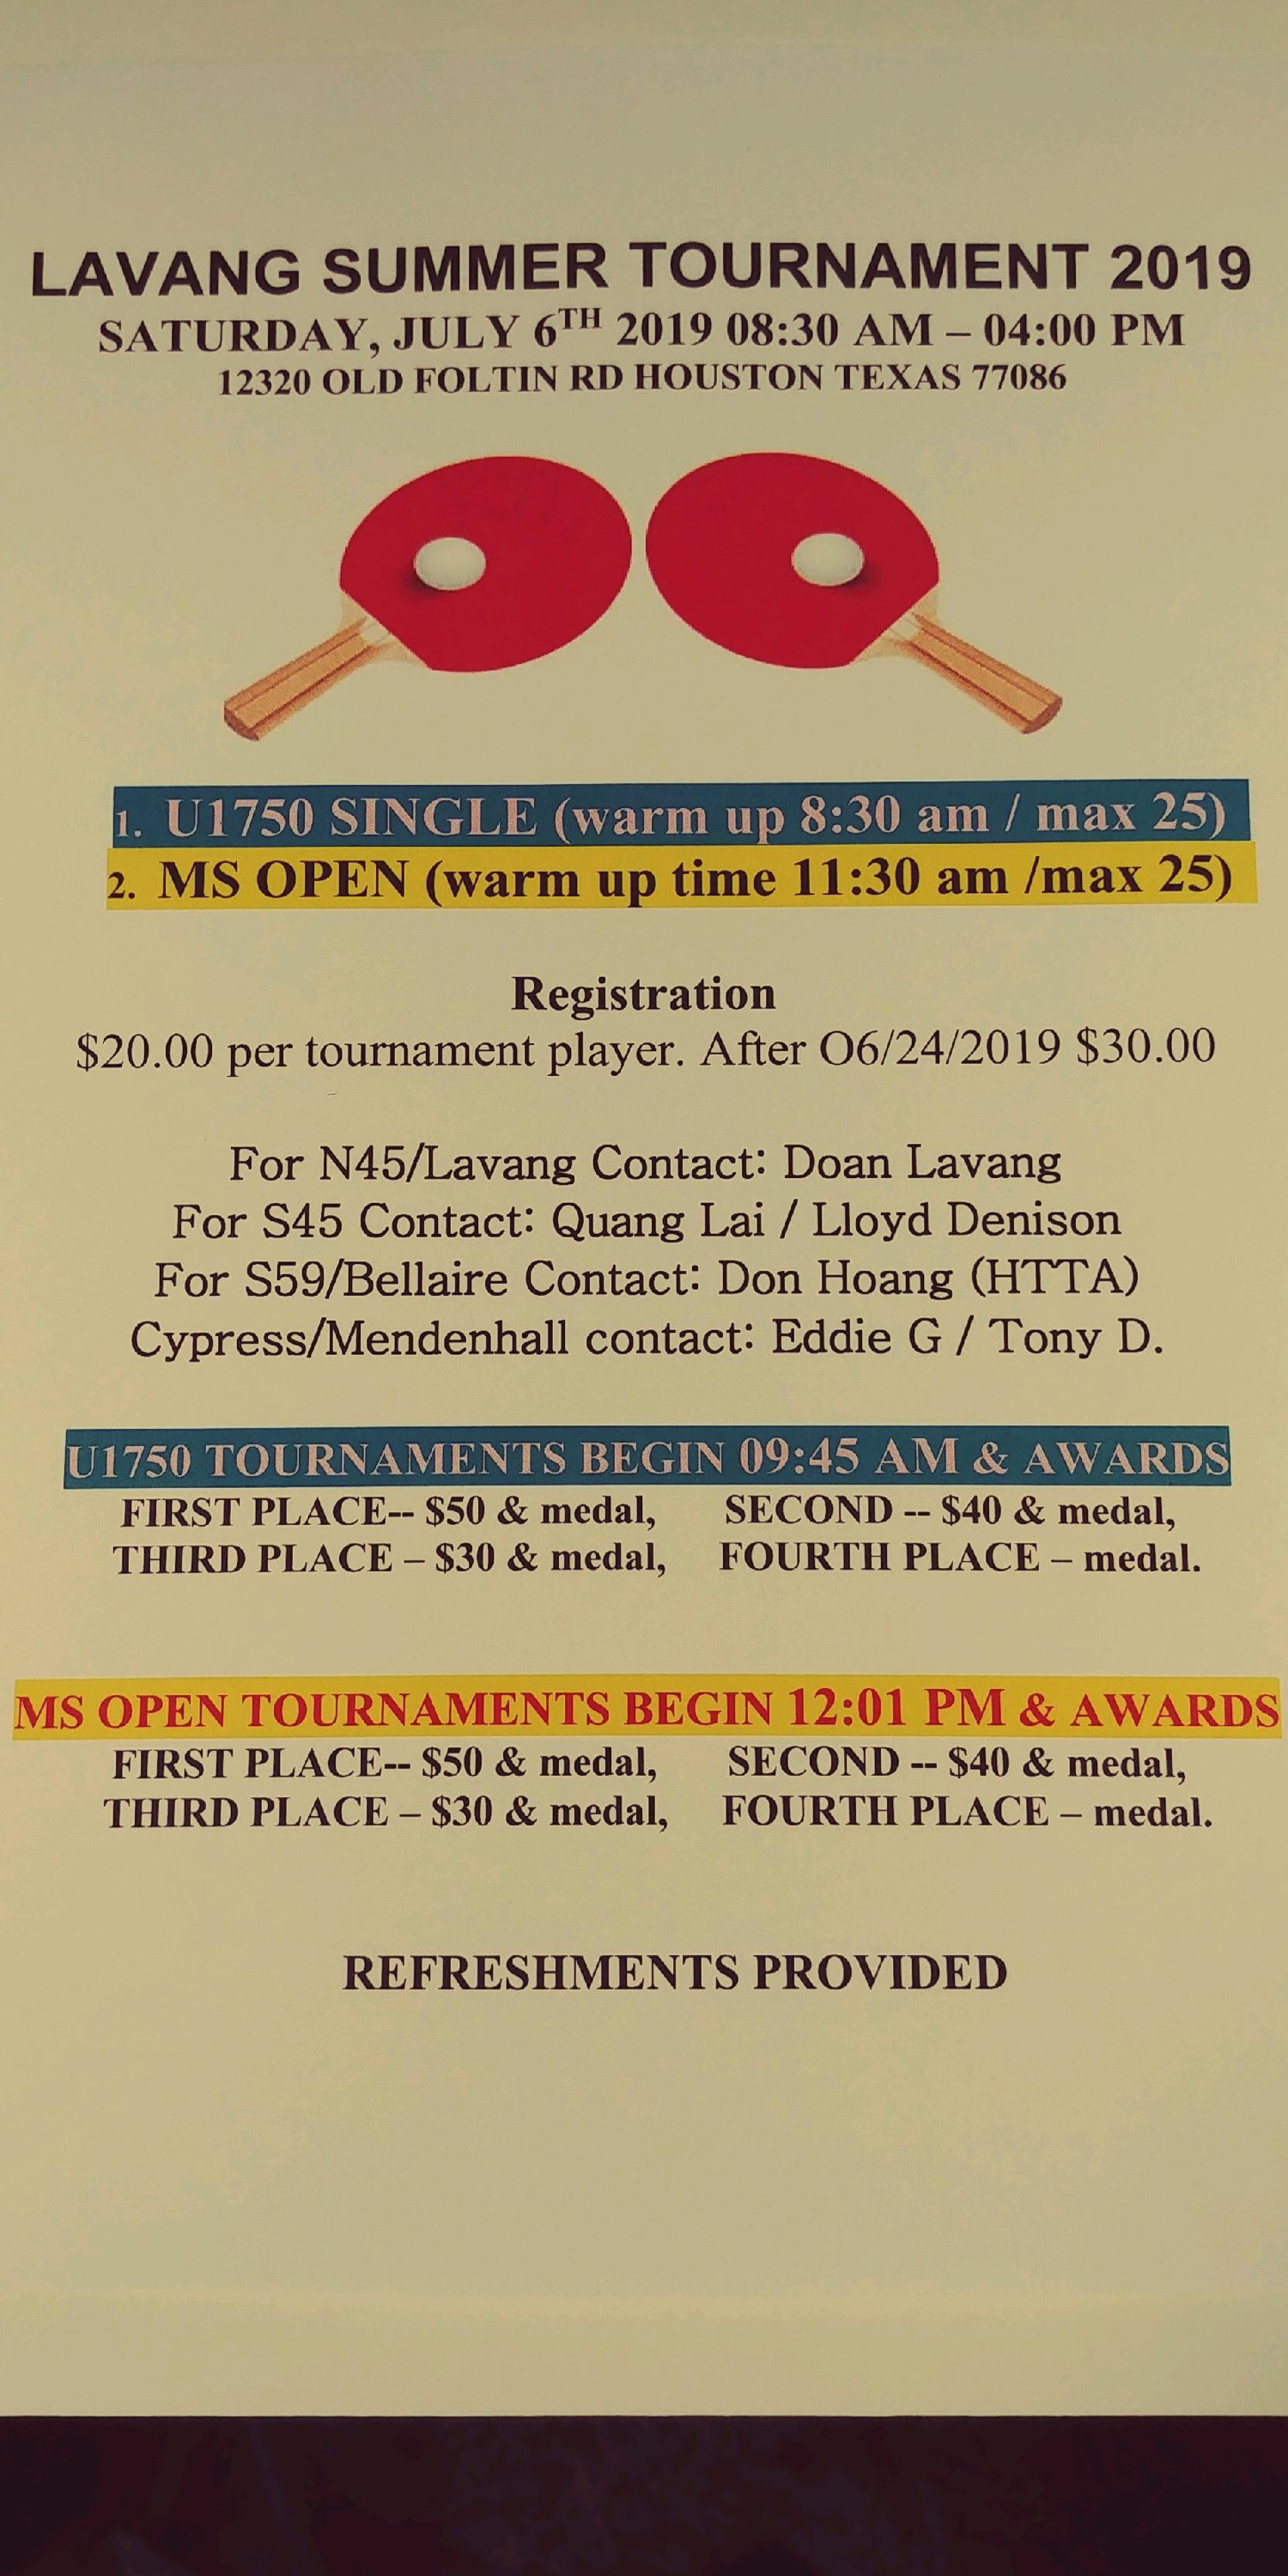 LAVANG SUMMER TOURNAMENT 2019
SATURDAY, JULY 6TH 2019 08:30 AM – 04:00 PM
12320 OLD FOLTIN RD HOUSTON TEXAS 77086
1. U1750 SINGLE (warm up 8:30 am / max 25)
2. MS OPEN (warm up time 11:30 am /max 25)
Registration
$20.00 per tournament player. After O6/24/2019 $30.00
For N45/Lavang Contact: Doan Lavang
For S45 Contact: Quang Lai / Lloyd Denison
For S59/Bellaire Contact: Don Hoang (HTTA)
Cypress/Mendenhall contact: Eddie G / Tony D.
U1750 TOURNAMENTS BEGIN 09:45 AM & AWARDS
FIRST PLACE-- $50 & medal, SECOND -- $40 & medal,
THIRD PLACE – $30 & medal, FOURTH PLACE – medal.
MS OPEN TOURNAMENTS BEGIN 12:01 PM & AWARDS
FIRST PLACE-- $50 & medal, SECOND -- $40 & medal,
THIRD PLACE – $30 & medal, FOURTH PLACE – medal.
REFRESHMENTS PROVIDED